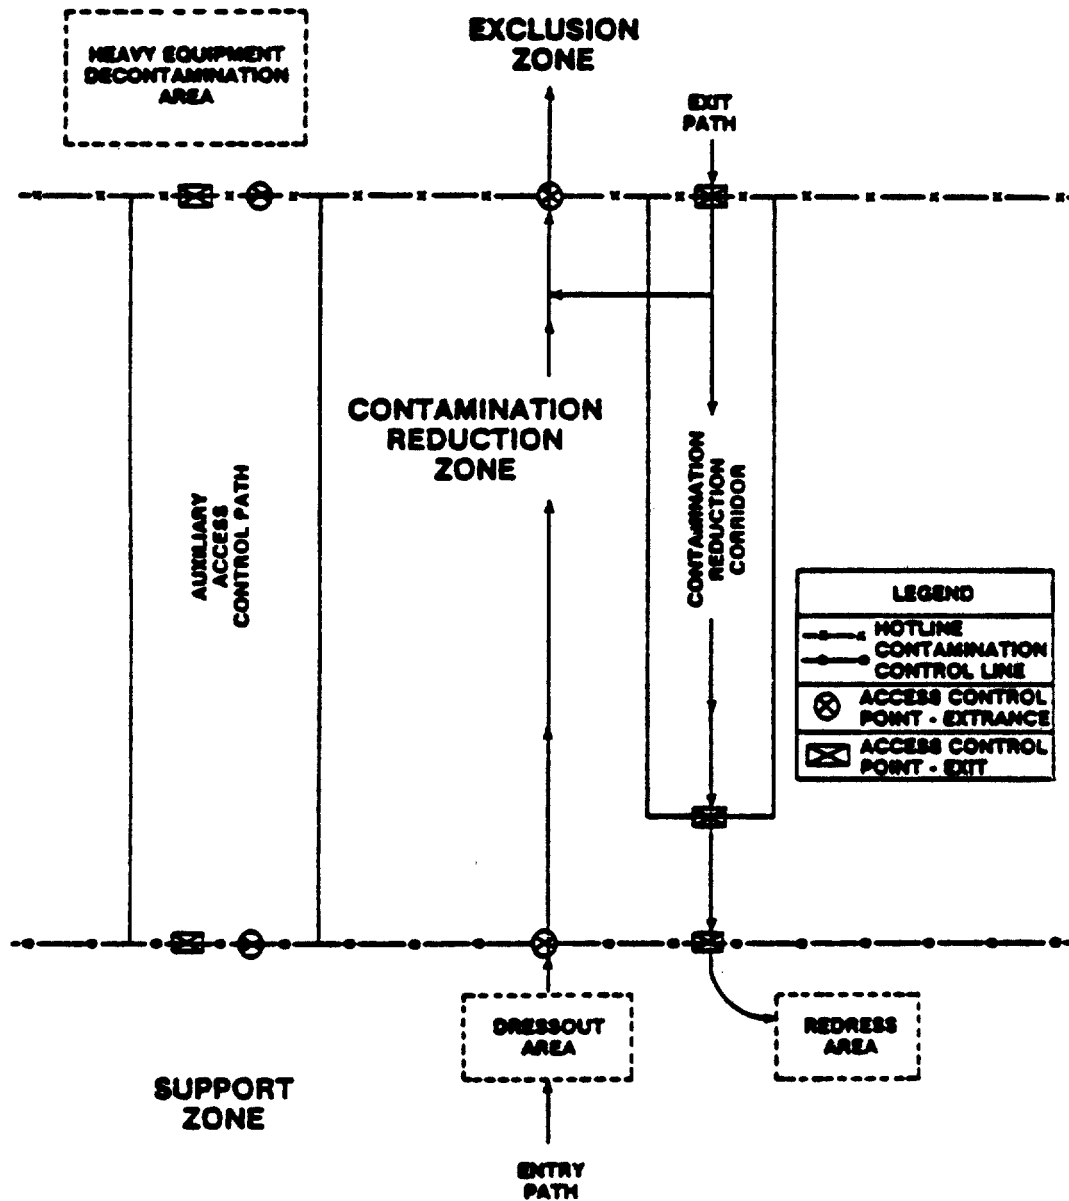 HEAVY EQUIPMENT
DECONTAMINATION
AREA
EXCLUSION
ZONE
EXIT
PATH
CONTAMINATION
REDUCTION
ZONE
AUXILIARY
ACCESS
CONTROL PATH
CONTAMINATION
REDUCTION
CORRIDOR
LEGEND
HOTLINE
CONTAMINATION
CONTROL LINE
ACCESS CONTROL
POINT - EXTRANCE
ACCESS CONTROL
POINT - EXIT
DRESSOUT
AREA
REDRESS
AREA
SUPPORT
ZONE
ENTRY
PATH